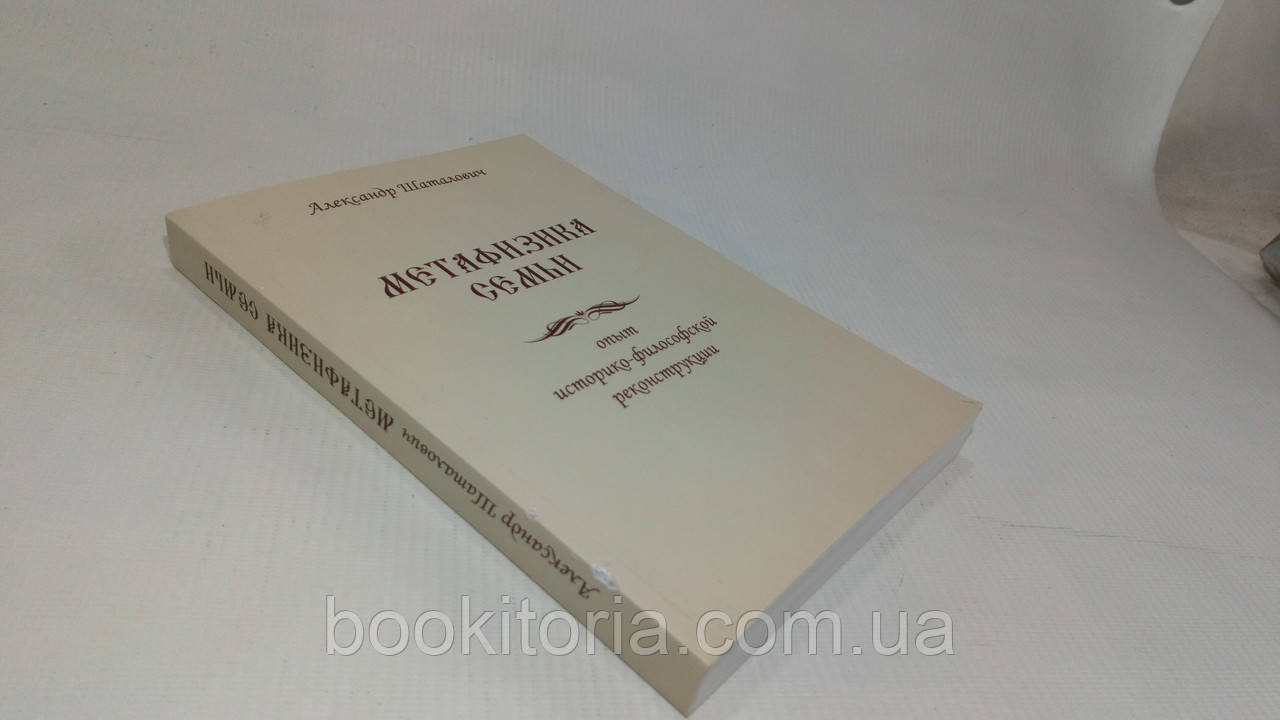 Александр Шаталович
МЕТАФИЗИКА
СЕМЬИ
опыт
историко-философской
реконструкции
Александр Шаталович МЕТАФИЗИКА СЕМЬИ
bookitoria.com.ua